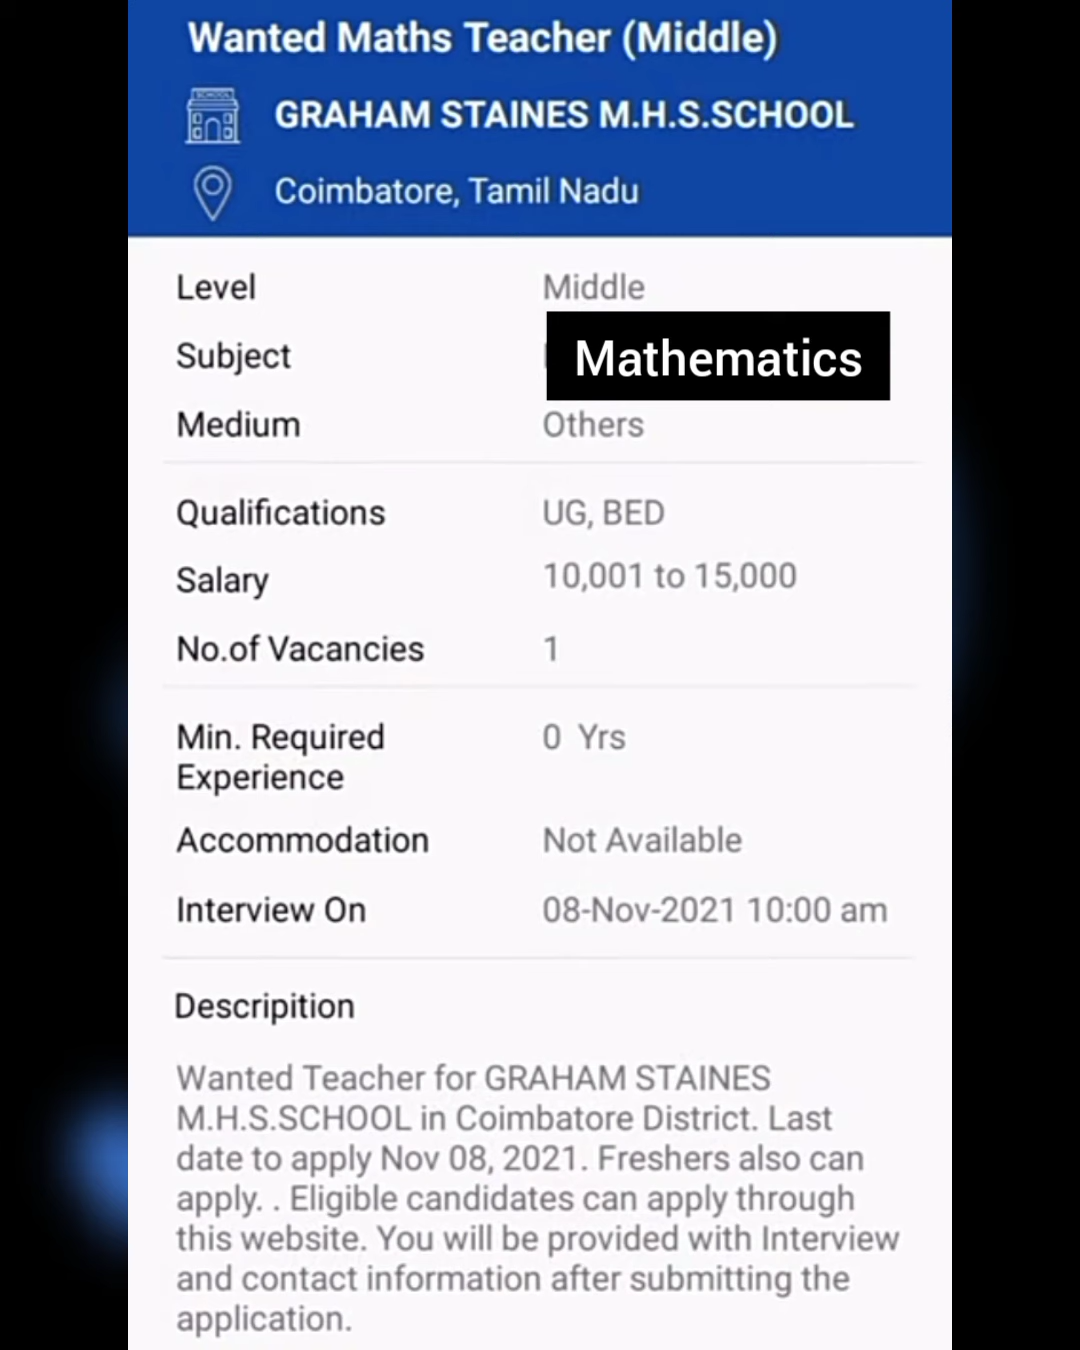 Wanted Maths Teacher (Middle)
SCHOOL
GRAHAM STAINES M.H.S.SCHOOL
Coimbatore, Tamil Nadu
Level Middle
Subject Mathematics
Medium Others
Qualifications UG, BED
Salary 10,001 to 15,000
No.of Vacancies 1
Min. Required 0 Yrs
Experience
Accommodation Not Available
Interview On 08-Nov-2021 10:00 am
Descripition
Wanted Teacher for GRAHAM STAINES
M.H.S.SCHOOL in Coimbatore District. Last
date to apply Nov 08, 2021. Freshers also can
apply. . Eligible candidates can apply through
this website. You will be provided with Interview
and contact information after submitting the
application.